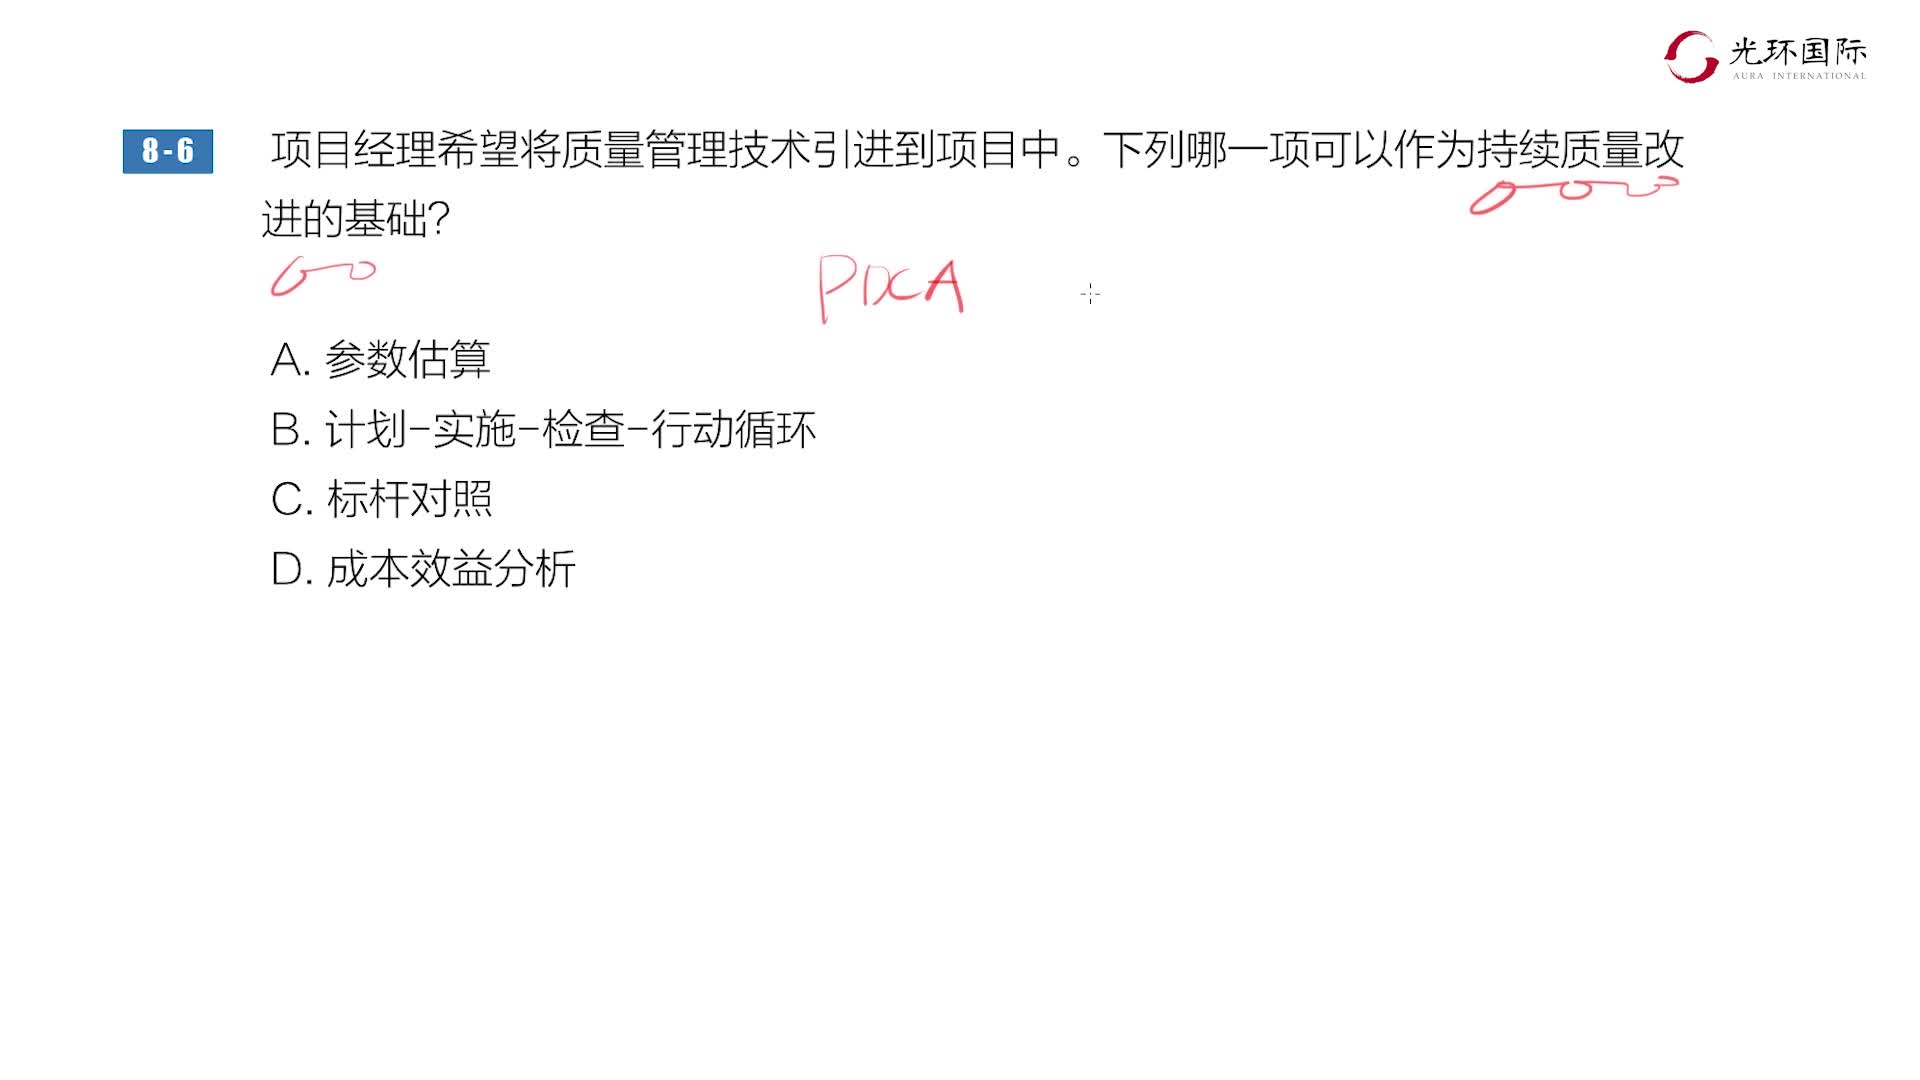 光环国际
AURA INTERNATIONAL
8-6 项目经理希望将质量管理技术引进到项目中。下列哪一项可以作为持续质量改
进的基础?
PDCA
A. 参数估算
B. 计划-实施-检查-行动循环
C. 标杆对照
D. 成本效益分析